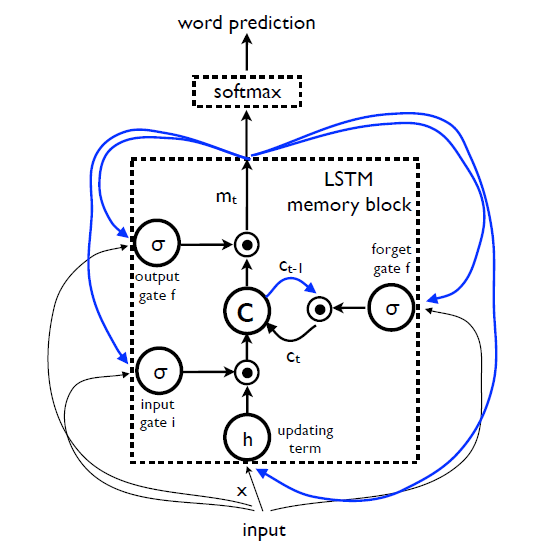 word prediction
softmax
LSTM
memory block
mt
σ
output
gate f
forget
gate f
ct-1
C
σ
ct
σ
input
gate i
h
updating
term
x
input